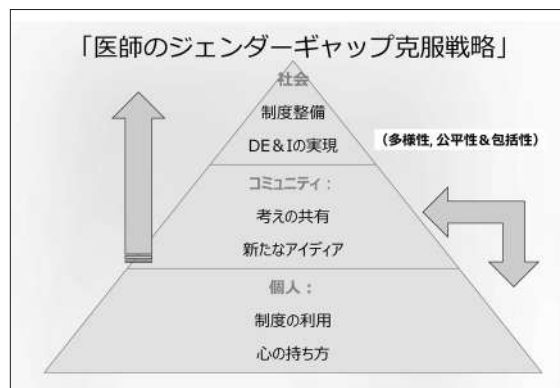 「医師のジェンダーギャップ克服戦略」
社会
制度整備
DE&Iの実現
(多様性, 公平性&包括性)
コミュニティ:
考えの共有
新たなアイディア
個人:
制度の利用
心の持ち方